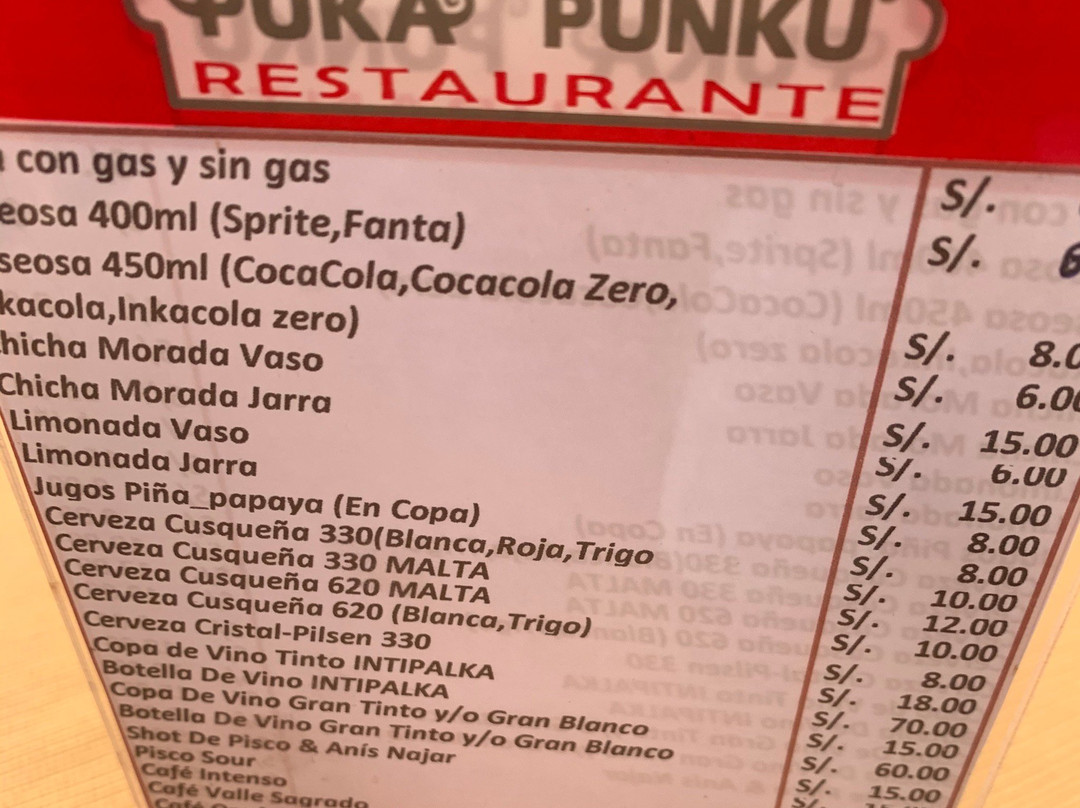 PUKA PUNKU
RESTAURANTE
con gas y sin gas S/.
eosa 400ml (Sprite,Fanta) S/. 6
seosa 450ml (CocaCola,Cocacola Zero,
kacola,Inkacola zero) S/. 8.0
hicha Morada Vaso S/. 6.00
Chicha Morada Jarra S/. 15.00
Limonada Vaso S/. 6.00
Limonada Jarra S/. 15.00
Jugos Piña_papaya (En Copa) S/. 8.00
Cerveza Cusqueña 330(Blanca,Roja,Trigo S/. 8.00
Cerveza Cusqueña 330 MALTA S/. 10.00
Cerveza Cusqueña 620 MALTA S/. 12.00
Cerveza Cusqueña 620 (Blanca,Trigo) S/. 10.00
Cerveza Cristal-Pilsen 330 S/. 8.00
Copa de Vino Tinto INTIPALKA S/. 18.00
Botella De Vino INTIPALKA S/. 70.00
Copa De Vino Gran Tinto y/o Gran Blanco S/. 15.00
Botella De Vino Gran Tinto y/o Gran Blanco S/. 60.00
Shot De Pisco & Anís Najar S/. 15.00
Pisco Sour S/.
Café Intenso
Café Valle Sagrado
Café